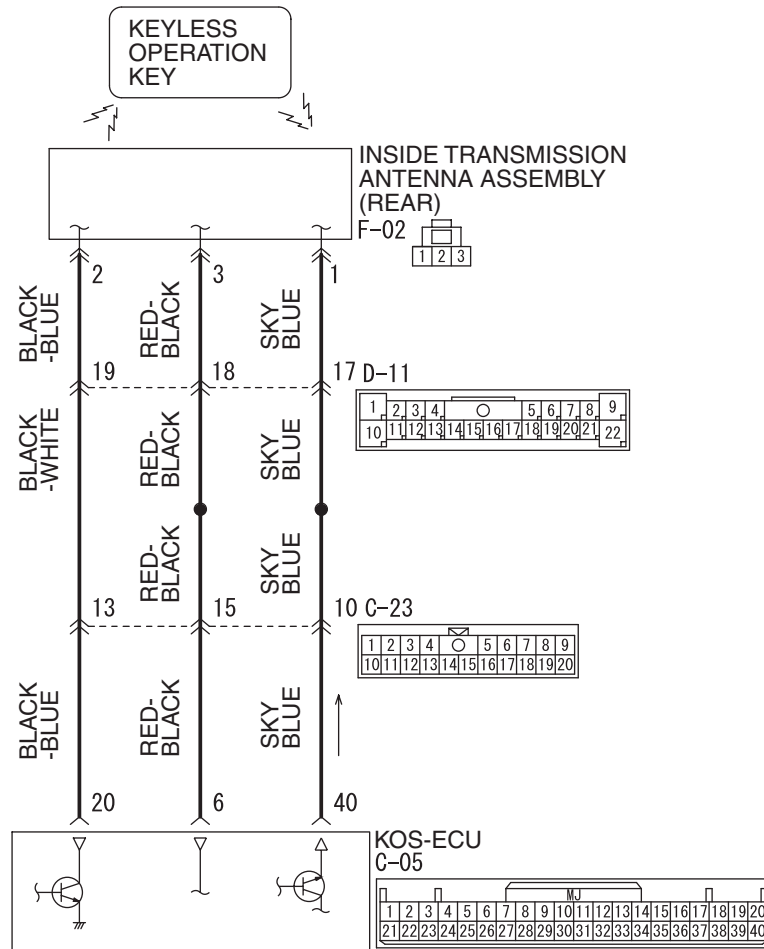 KEYLESS
OPERATION
KEY
INSIDE TRANSMISSION
ANTENNA ASSEMBLY
(REAR)
F-02
1 2 3
2 3 1
BLACK
-BLUE
RED-
BLACK
SKY
BLUE
19 18 17 D-11
1 2 3 4 5 6 7 8 9
10 11 12 13 14 15 16 17 18 19 20 21 22
BLACK
-WHITE
RED-
BLACK
SKY
BLUE
RED-
BLACK
SKY
BLUE
13 15 10 C-23
1 2 3 4 5 6 7 8 9
10 11 12 13 14 15 16 17 18 19 20
BLACK
-BLUE
RED-
BLACK
SKY
BLUE
20 6 40
KOS-ECU
C-05
MJ
1 2 3 4 5 6 7 8 9 10 11 12 13 14 15 16 17 18 19 20
21 22 23 24 25 26 27 28 29 30 31 32 33 34 35 36 37 38 39 40